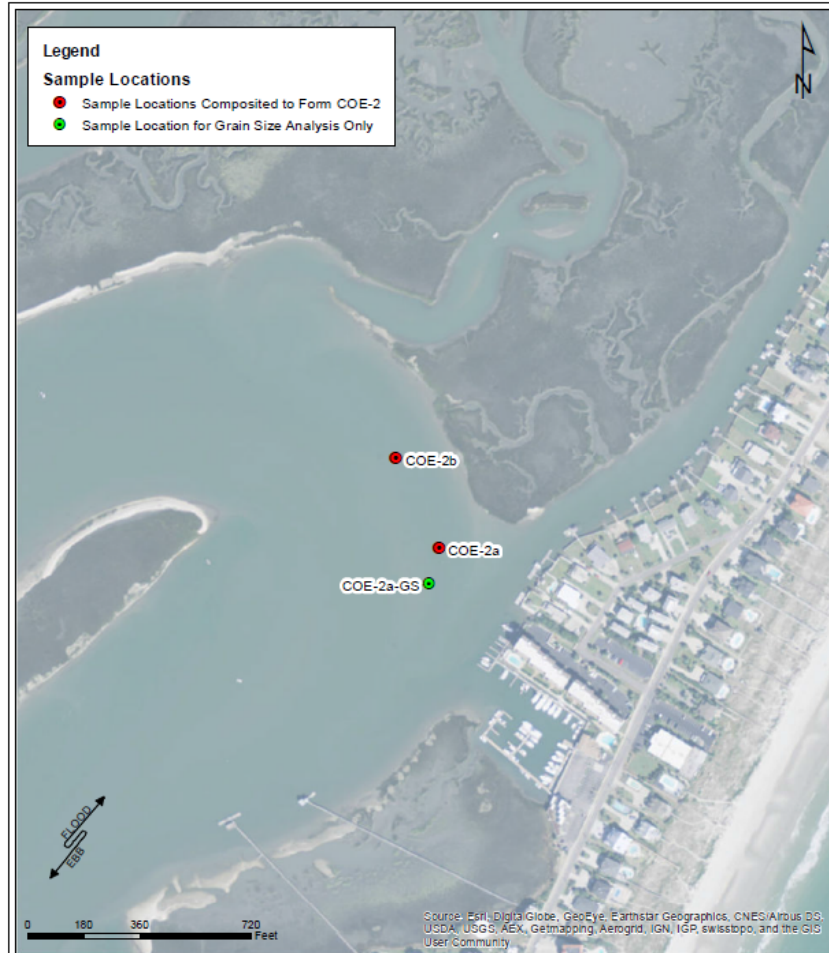 Legend
Sample Locations
Sample Locations Composited to Form COE-2
Sample Location for Grain Size Analysis Only
N
COE-2b
COE-2a
COE-2a-GS
FLOOD
EBB
0 180 360 720
Feet
Source: Esri, DigitalGlobe, GeoEye, Earthstar Geographics, CNES/Airbus DS,
USDA, USGS, AEX, Getmapping, Aerogrid, IGN, IGP, swisstopo, and the GIS
User Community